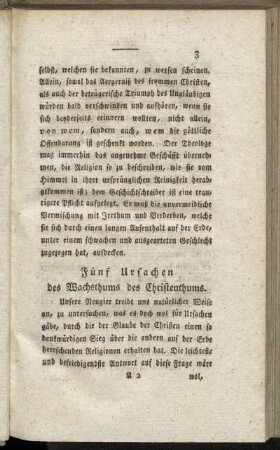 3
selbst, welchen sie bekannten, zu werfen scheinen.
Allein, sowol das Aergerniß des frommen Christen,
als auch der betrügerische Triumph des Ungläubigen
würden bald verschwinden und aufhören, wenn sie
sich beyderseits erinnern wollten, nicht allein,
von wem, sondern auch, wem die göttliche
Offenbarung ist geschenkt worden. Der Theologe
mag immerhin das angenehme Geschäfft überneh-
men, die Religion so zu beschreiben, wie sie vom
Himmel in ihrer ursprünglichen Reinigkeit herab
gekommen ist; dem Geschichtschreiber ist eine trau-
rigere Pflicht aufgelegt. Er muß die unvermeidliche
Vermischung mit Irrthum und Verderben, welche
sie sich durch einen langen Aufenthalt auf der Erde,
unter einem schwachen und ausgearteten Geschlecht
zugezogen hat, aufdecken.
Fünf Ursachen
des Wachsthums des Christenthums.
Unsere Neugier treibt uns natürlicher Weise
an, zu untersuchen, was es doch wol für Ursachen
gäbe, durch die der Glaube der Christen einen so
denkwürdigen Sieg über die andern auf der Erde
herrschenden Religionen erhalten hat. Die leichteste
und befriedigendste Antwort auf diese Frage wäre
A 2 wol,